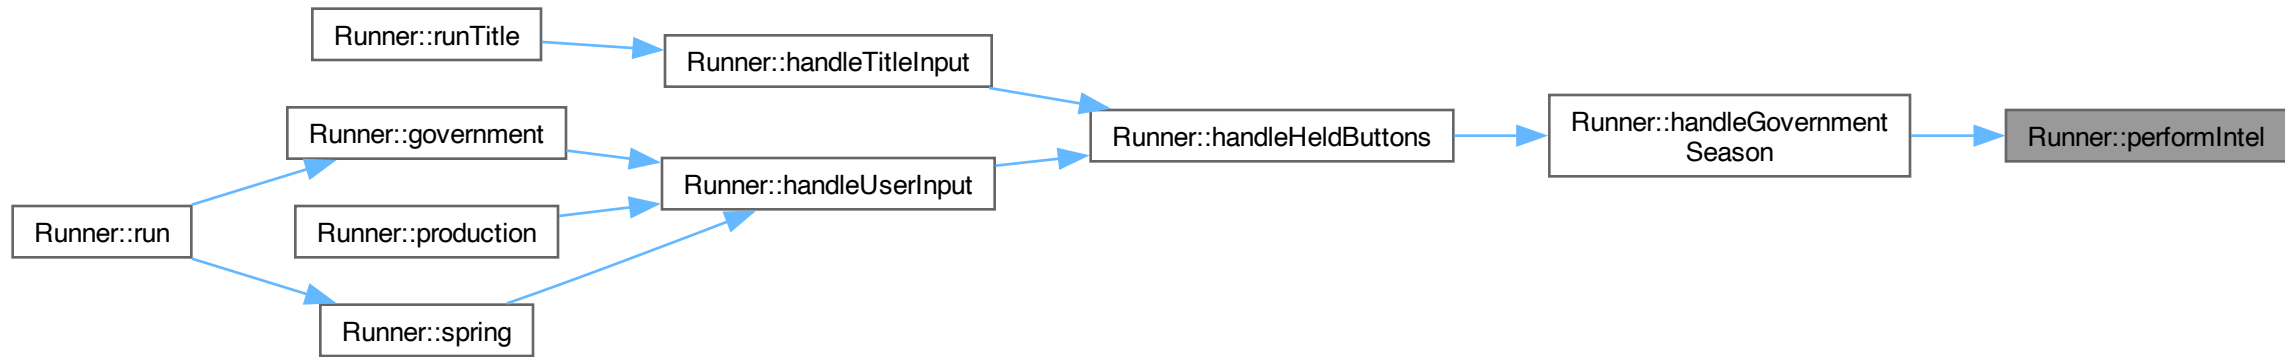 Runner::runTitle
Runner::handleTitleInput
Runner::government
Runner::handleHeldButtons
Runner::handleGovernment
Season
Runner::performIntel
Runner::handleUserInput
Runner::run
Runner::production
Runner::spring